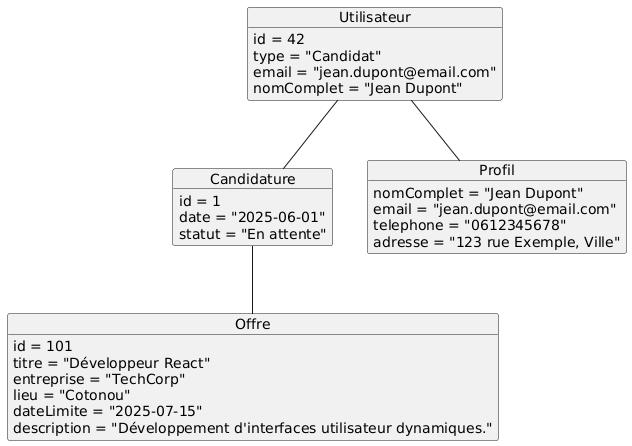 Utilisateur
id = 42
type = "Candidat"
email = "jean.dupont@email.com"
nomComplet = "Jean Dupont"
Candidature
id = 1
date = "2025-06-01"
statut = "En attente"
Profil
nomComplet = "Jean Dupont"
email = "jean.dupont@email.com"
telephone = "0612345678"
adresse = "123 rue Exemple, Ville"
Offre
id = 101
titre = "Développeur React"
entreprise = "TechCorp"
lieu = "Cotonou"
dateLimite = "2025-07-15"
description = "Développement d'interfaces utilisateur dynamiques."